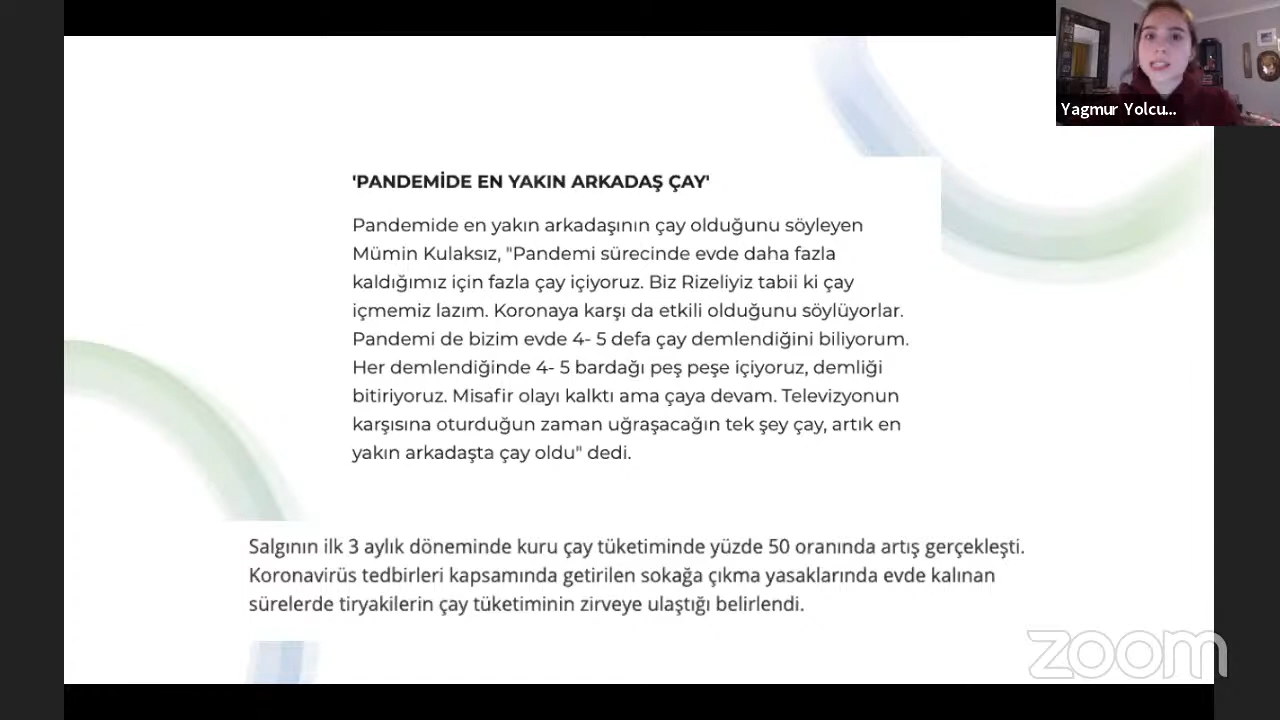 Yagmur Yolcu...
'PANDEMİDE EN YAKIN ARKADAŞ ÇAY'
Pandemide en yakın arkadaşının çay olduğunu söyleyen
Mümin Kulaksız, "Pandemi sürecinde evde daha fazla
kaldığımız için fazla çay içiyoruz. Biz Rizeliyiz tabii ki çay
içmemiz lazım. Koronaya karşı da etkili olduğunu söylüyorlar.
Pandemi de bizim evde 4- 5 defa çay demlendiğini biliyorum.
Her demlendiğinde 4- 5 bardağı peş peşe içiyoruz, demliği
bitiriyoruz. Misafir olayı kalktı ama çaya devam. Televizyonun
karşısına oturduğun zaman uğraşacağın tek şey çay, artık en
yakın arkadaşta çay oldu" dedi.
Salgının ilk 3 aylık döneminde kuru çay tüketiminde yüzde 50 oranında artış gerçekleşti.
Koronavirüs tedbirleri kapsamında getirilen sokağa çıkma yasaklarında evde kalınan
sürelerde tiryakilerin çay tüketiminin zirveye ulaştığı belirlendi.
zoom